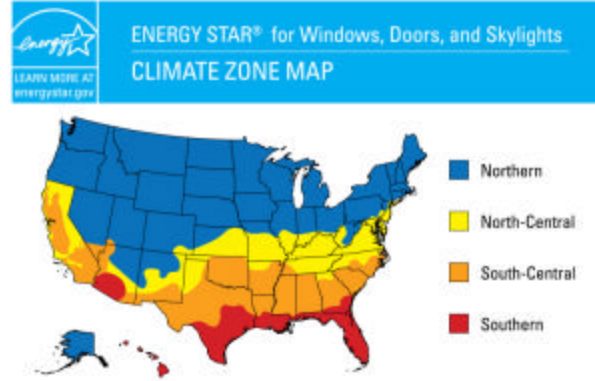 energy
LEARN MORE AT
energystar.gov
ENERGY STAR® for Windows, Doors, and Skylights
CLIMATE ZONE MAP
Northern
North-Central
South-Central
Southern